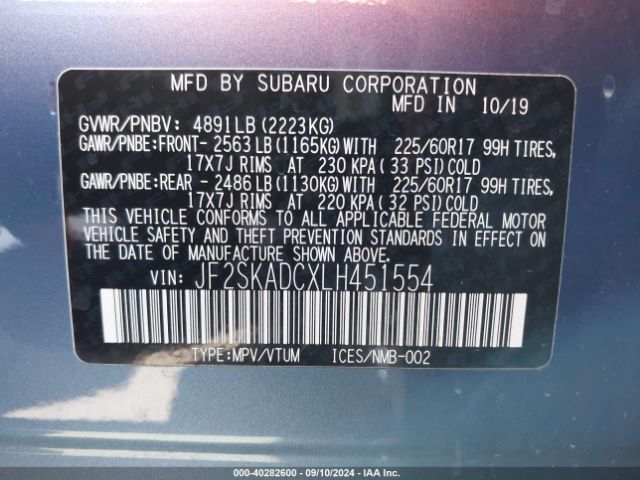 MFD BY SUBARU CORPORATION
MFD IN 10/19
GVWR/PNBV: 4891LB (2223KG)
GAWR/PNBE:FRONT- 2563LB(1165KG)WITH 225/60R17 99H TIRES,
17X7J RIMS AT 230 KPA(33 PSI)COLD
GAWR/PNBE:REAR - 2486LB(1130KG)WITH 225/60R17 99H TIRES,
17X7J RIMS AT 220 KPA(32 PSI)COLD
THIS VEHICLE CONFORMS TO ALL APPLICABLE FEDERAL MOTOR
VEHICLE SAFETY AND THEFT PREVENTION STANDARDS IN EFFECT ON
THE DATE OF MANUFACTURE SHOWN ABOVE.
VIN: JF2SKADCXLH451554
TYPE:MPV/VTUM ICES/NMB-002
000-40282600 - 09/10/2024 - IAA Inc.